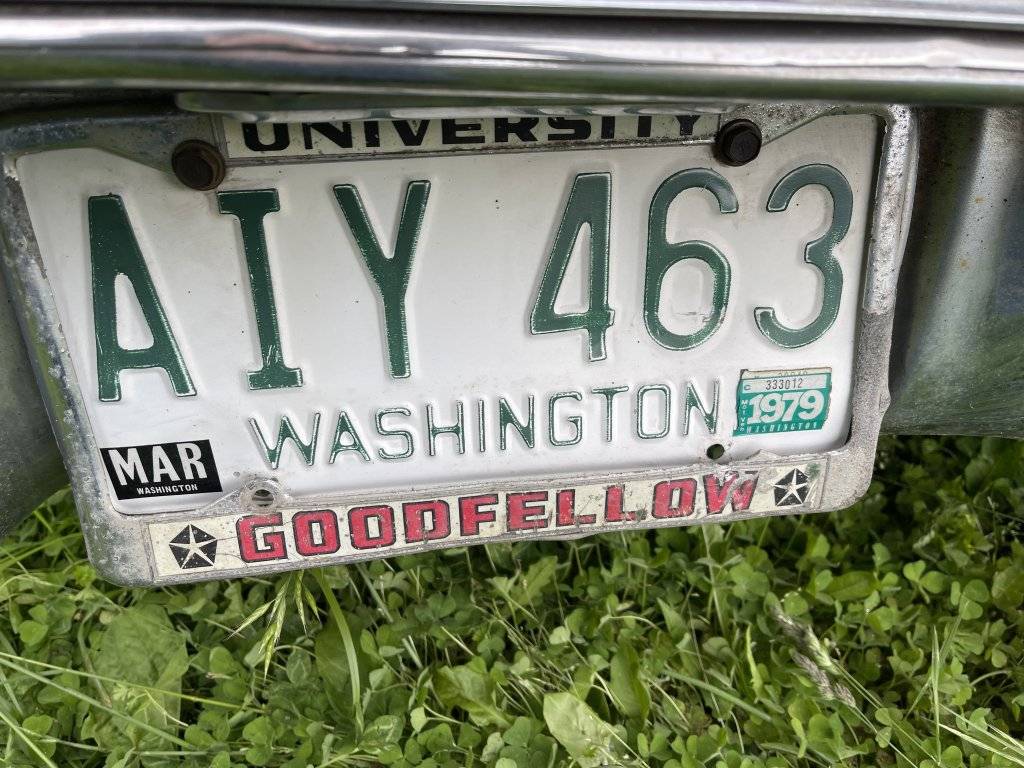 UNIVERSITY
AIY 463
WASHINGTON
C 333012
1979
WASHINGTON
MAR
WASHINGTON
GOODFELLOW